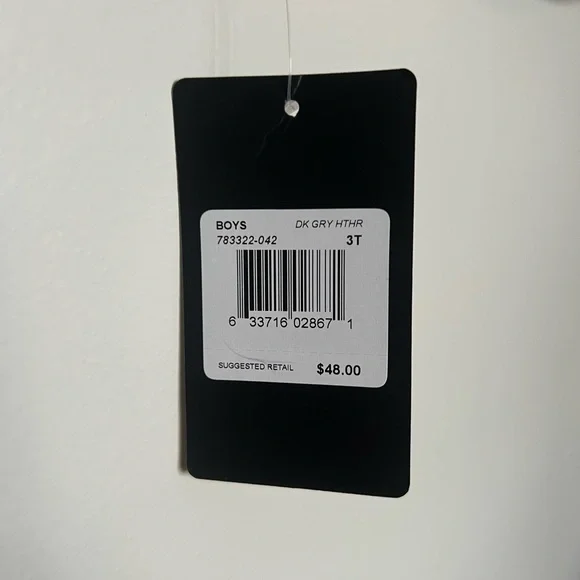 BOYS DK GRY HTHR
783322-042 3T
6 33716 02867 1
SUGGESTED RETAIL $48.00